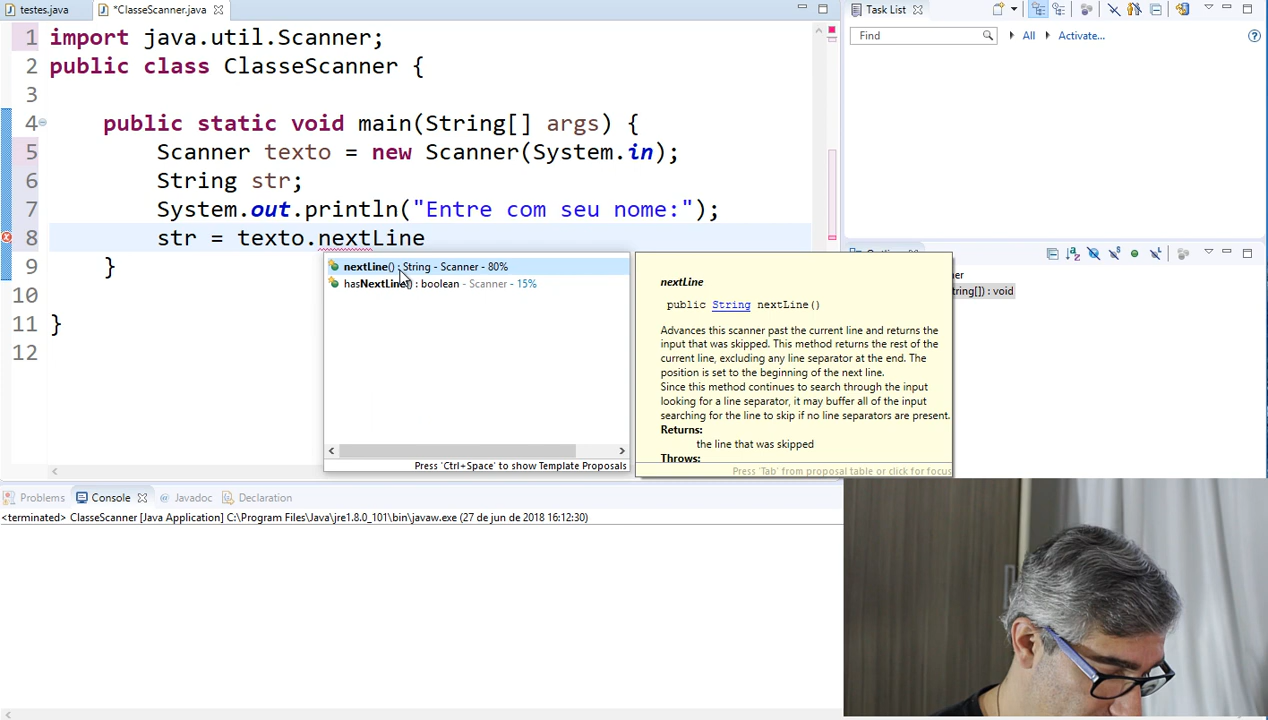 testes.java
*ClasseScanner.java
Task List
1 import java.util.Scanner;
2 public class ClasseScanner {
3
4 public static void main(String[] args) {
5 Scanner texto = new Scanner(System.in);
6 String str;
7 System.out.println("Entre com seu nome:");
8 str = texto.nextLine
9 }
10
11 }
12
Find
All
Activate...
nextLine() : String - Scanner - 80%
hasNextLine() : boolean - Scanner - 15%
Press 'Ctrl+Space' to show Template Proposals
nextLine
public String nextLine()
Advances this scanner past the current line and returns the
input that was skipped. This method returns the rest of the
current line, excluding any line separator at the end. The
position is set to the beginning of the next line.
Since this method continues to search through the input
looking for a line separator, it may buffer all of the input
searching for the line to skip if no line separators are present.
Returns:
the line that was skipped
Throws:
Press 'Tab' from proposal table or click for focus
ner
tring[]) : void
Problems
Console
Javadoc
Declaration
<terminated> ClasseScanner [Java Application] C:\Program Files\Java\jre1.8.0_101\bin\javaw.exe (27 de jun de 2018 16:12:30)